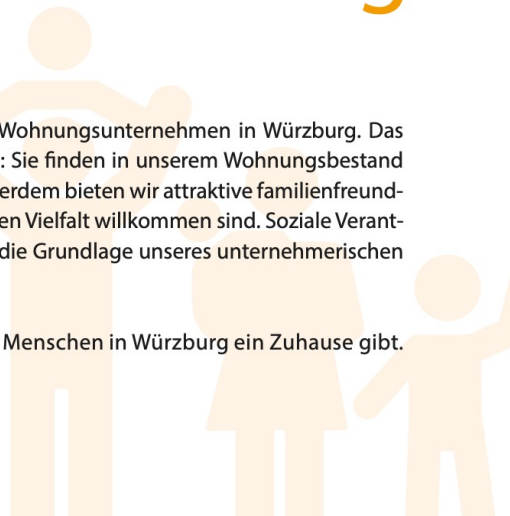 g
Wohnungsunternehmen in Würzburg. Das
: Sie finden in unserem Wohnungsbestand
erdem bieten wir attraktive familienfreund-
en Vielfalt willkommen sind. Soziale Verant-
die Grundlage unseres unternehmerischen
Menschen in Würzburg ein Zuhause gibt.